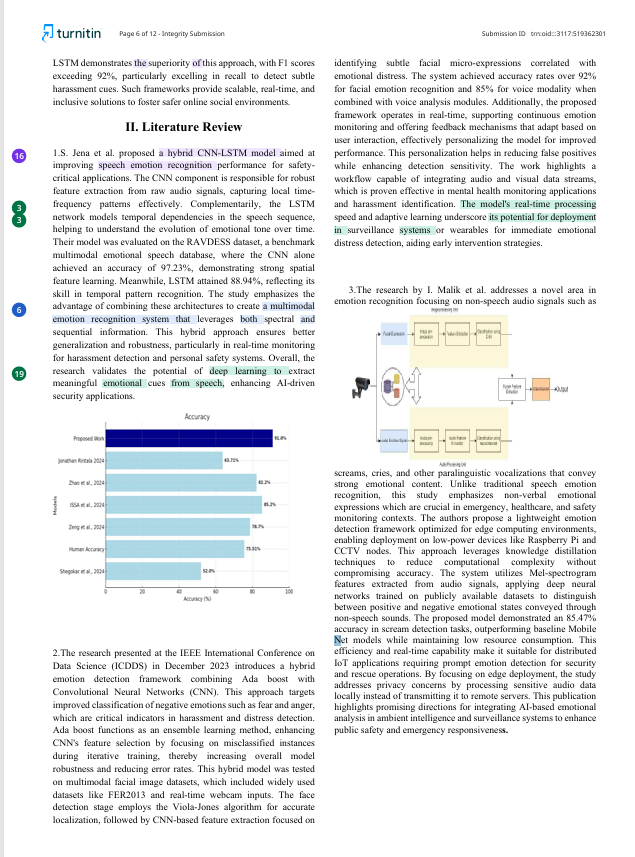 turnitin
Page 6 of 12 - Integrity Submission
Submission ID trn:oid:::3117:519362301
LSTM demonstrates the superiority of this approach, with F1 scores
exceeding 92%, particularly excelling in recall to detect subtle
harassment cues. Such frameworks provide scalable, real-time, and
inclusive solutions to foster safer online social environments.
II. Literature Review
16
1.S. Jena et al. proposed a hybrid CNN-LSTM model aimed at
improving speech emotion recognition performance for safety-
critical applications. The CNN component is responsible for robust
feature extraction from raw audio signals, capturing local time-
frequency patterns effectively. Complementarily, the LSTM
3
network models temporal dependencies in the speech sequence,
3
helping to understand the evolution of emotional tone over time.
Their model was evaluated on the RAVDESS dataset, a benchmark
multimodal emotional speech database, where the CNN alone
achieved an accuracy of 97.23%, demonstrating strong spatial
feature learning. Meanwhile, LSTM attained 88.94%, reflecting its
skill in temporal pattern recognition. The study emphasizes the
advantage of combining these architectures to create a multimodal
6
emotion recognition system that leverages both spectral and
sequential information. This hybrid approach ensures better
generalization and robustness, particularly in real-time monitoring
for harassment detection and personal safety systems. Overall, the
research validates the potential of deep learning to extract
19
meaningful emotional cues from speech, enhancing AI-driven
security applications.
Accuracy
Proposed Work
91.0%
Jonathan Rintala 2024
63.71%
Zhao et al., 2024
82.2%
ISSA et al., 2024
85.2%
Zeng et al., 2024
78.7%
Human Accuracy
75.51%
Shegokar et al., 2024
52.0%
Models
0 20 40 60 80 100
Accuracy (%)
2.The research presented at the IEEE International Conference on
Data Science (ICDDS) in December 2023 introduces a hybrid
emotion detection framework combining Ada boost with
Convolutional Neural Networks (CNN). This approach targets
improved classification of negative emotions such as fear and anger,
which are critical indicators in harassment and distress detection.
Ada boost functions as an ensemble learning method, enhancing
CNN's feature selection by focusing on misclassified instances
during iterative training, thereby increasing overall model
robustness and reducing error rates. This hybrid model was tested
on multimodal facial image datasets, which included widely used
datasets like FER2013 and real-time webcam inputs. The face
detection stage employs the Viola-Jones algorithm for accurate
localization, followed by CNN-based feature extraction focused on
identifying subtle facial micro-expressions correlated with
emotional distress. The system achieved accuracy rates over 92%
for facial emotion recognition and 85% for voice modality when
combined with voice analysis modules. Additionally, the proposed
framework operates in real-time, supporting continuous emotion
monitoring and offering feedback mechanisms that adapt based on
user interaction, effectively personalizing the model for improved
performance. This personalization helps in reducing false positives
while enhancing detection sensitivity. The work highlights a
workflow capable of integrating audio and visual data streams,
which is proven effective in mental health monitoring applications
and harassment identification. The model's real-time processing
speed and adaptive learning underscore its potential for deployment
in surveillance systems or wearables for immediate emotional
distress detection, aiding early intervention strategies.
3.The research by I. Malik et al. addresses a novel area in
emotion recognition focusing on non-speech audio signals such as
Facial Expression
Output
screams, cries, and other paralinguistic vocalizations that convey
strong emotional content. Unlike traditional speech emotion
recognition, this study emphasizes non-verbal emotional
expressions which are crucial in emergency, healthcare, and safety
monitoring contexts. The authors propose a lightweight emotion
detection framework optimized for edge computing environments,
enabling deployment on low-power devices like Raspberry Pi and
CCTV nodes. This approach leverages knowledge distillation
techniques to reduce computational complexity without
compromising accuracy. The system utilizes Mel-spectrogram
features extracted from audio signals, applying deep neural
networks trained on publicly available datasets to distinguish
between positive and negative emotional states conveyed through
non-speech sounds. The proposed model demonstrated an 85.47%
accuracy in scream detection tasks, outperforming baseline Mobile
Net models while maintaining low resource consumption. This
efficiency and real-time capability make it suitable for distributed
IoT applications requiring prompt emotion detection for security
and rescue operations. By focusing on edge deployment, the study
addresses privacy concerns by processing sensitive audio data
locally instead of transmitting it to remote servers. This publication
highlights promising directions for integrating AI-based emotional
analysis in ambient intelligence and surveillance systems to enhance
public safety and emergency responsiveness.